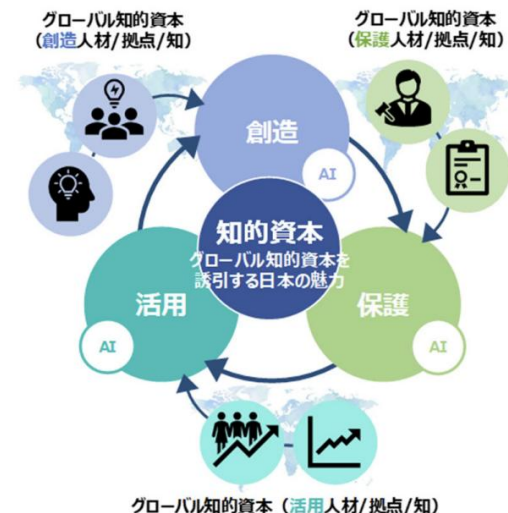 グローバル知的資本
（創造人材/拠点/知）
グローバル知的資本
（保護人材/拠点/知）
創造
AI
知的資本
グローバル知的資本を
誘引する日本の魅力
活用
AI
保護
AI
グローバル知的資本（活用人材/拠点/知）